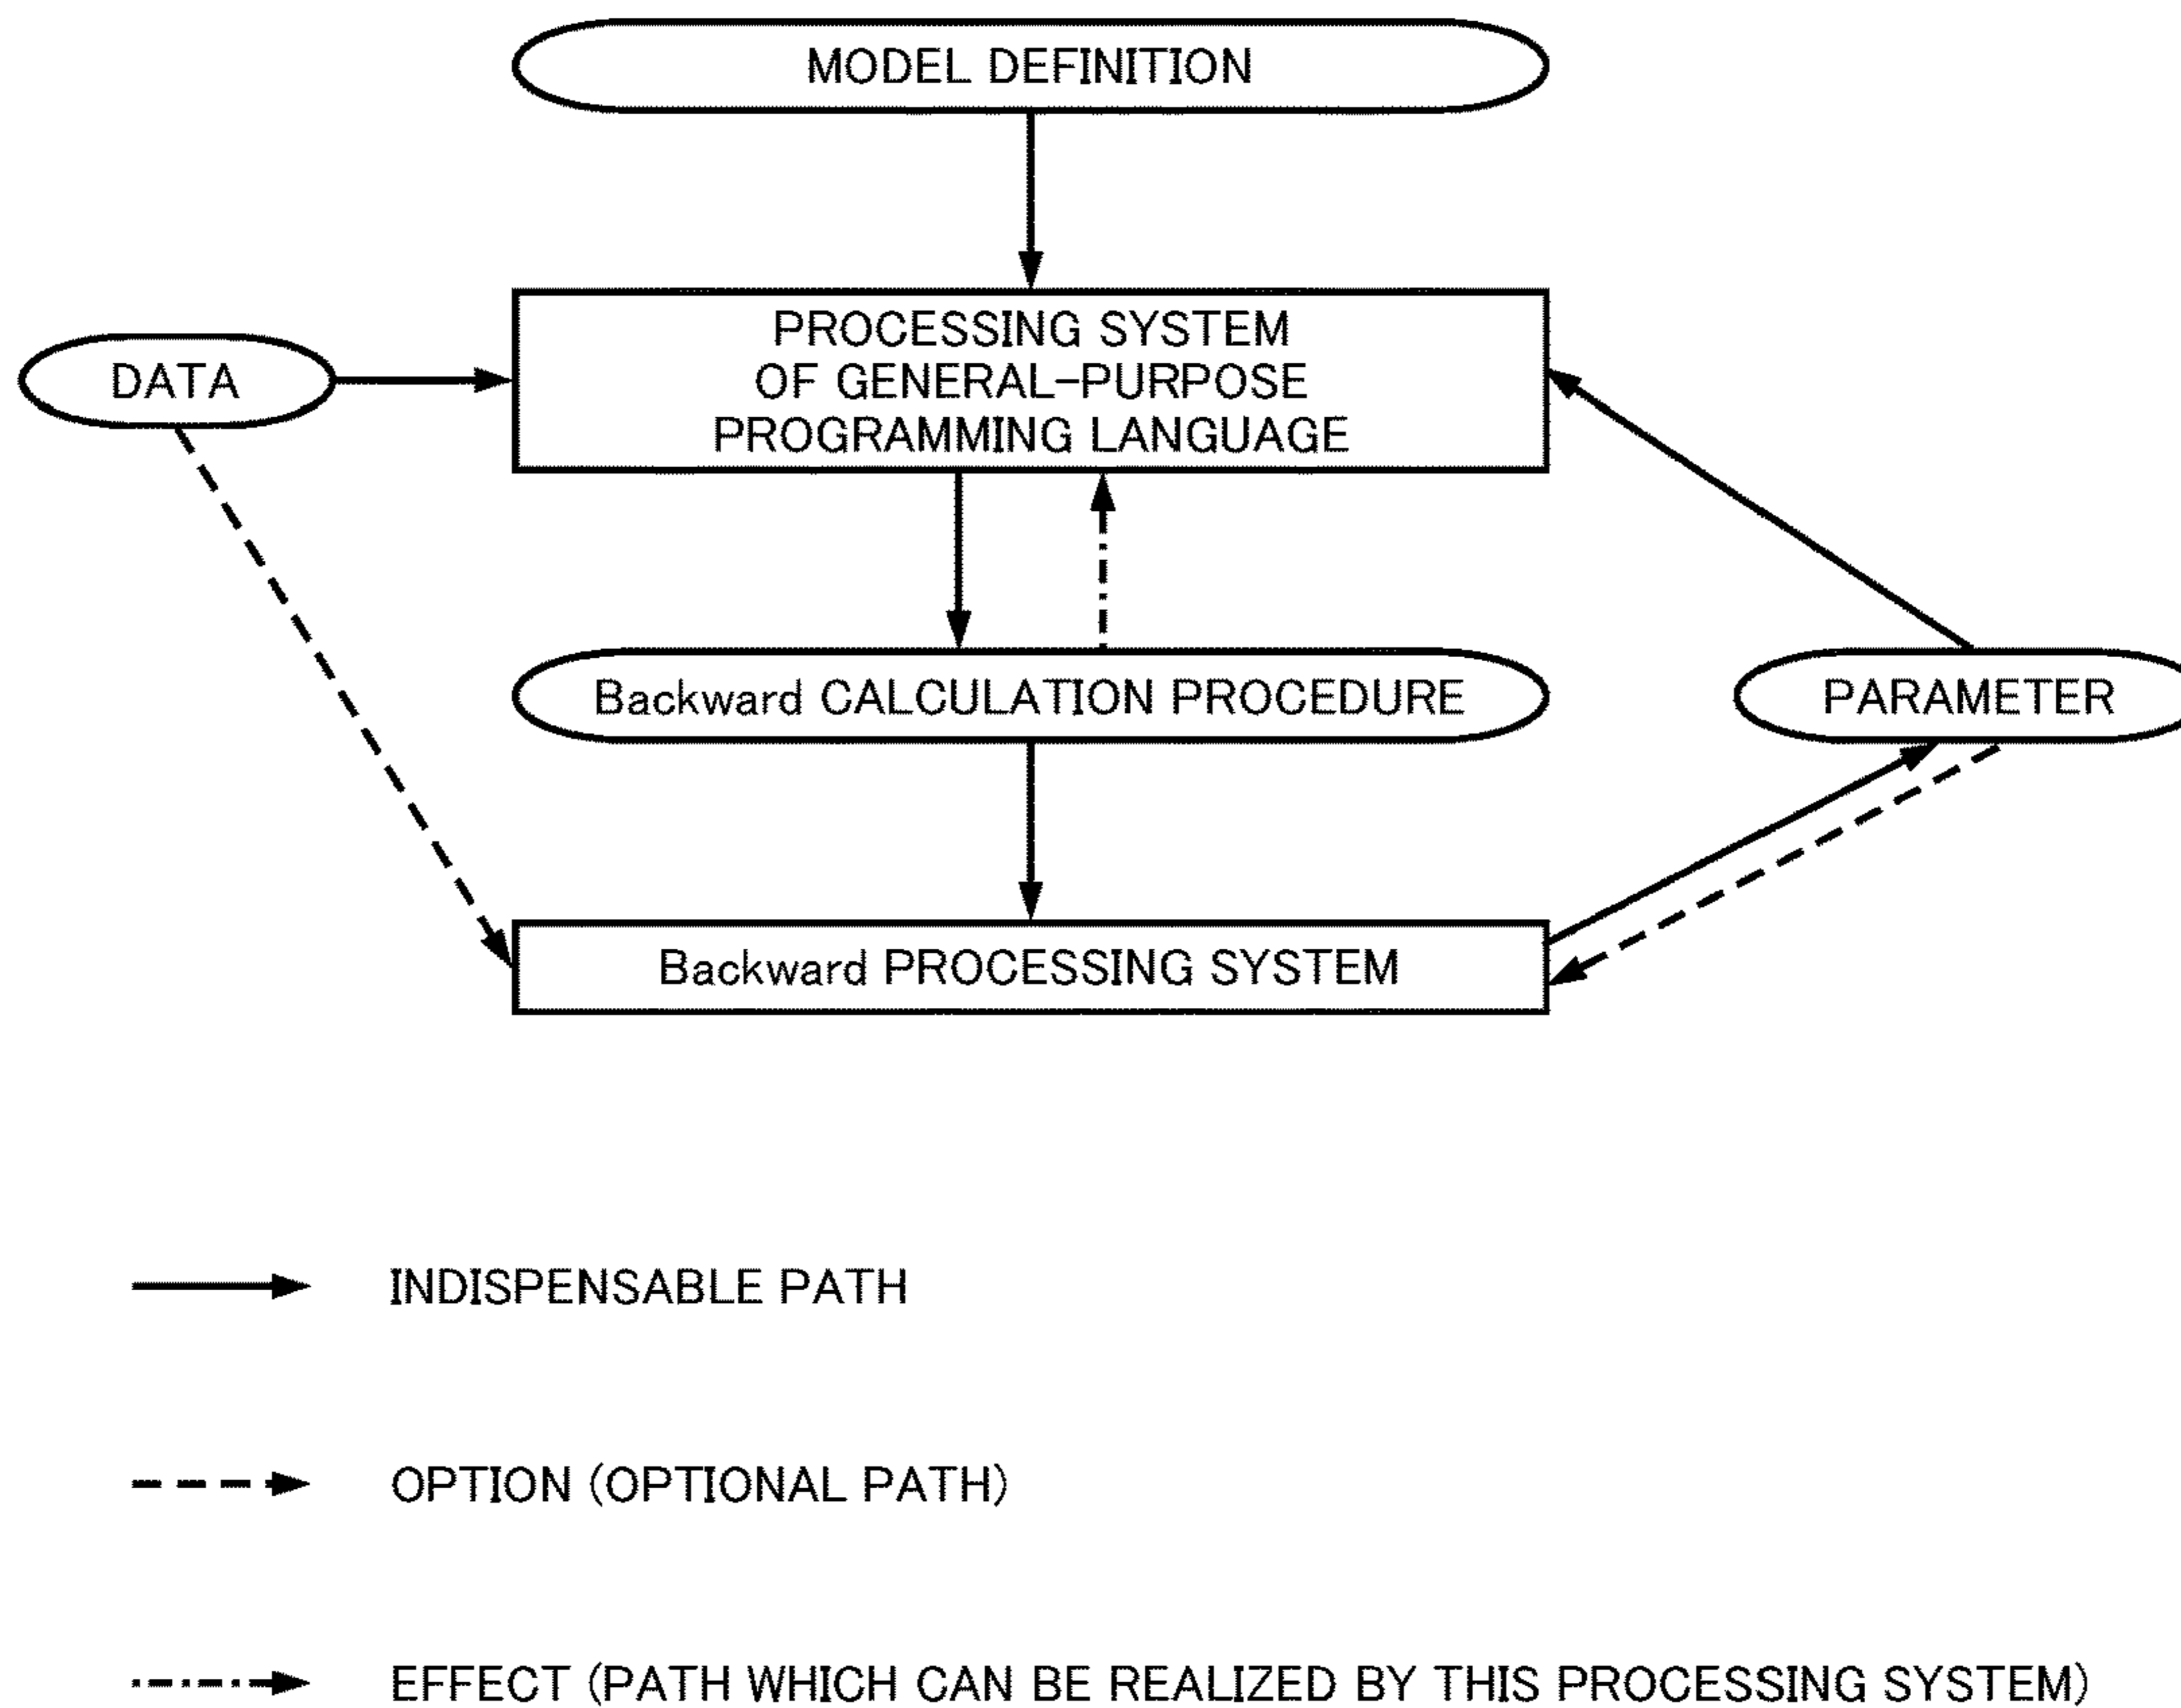 MODEL DEFINITION
PROCESSING SYSTEM
OF GENERAL-PURPOSE
PROGRAMMING LANGUAGE
DATA
Backward CALCULATION PROCEDURE
PARAMETER
Backward PROCESSING SYSTEM
INDISPENSABLE PATH
OPTION (OPTIONAL PATH)
EFFECT (PATH WHICH CAN BE REALIZED BY THIS PROCESSING SYSTEM)